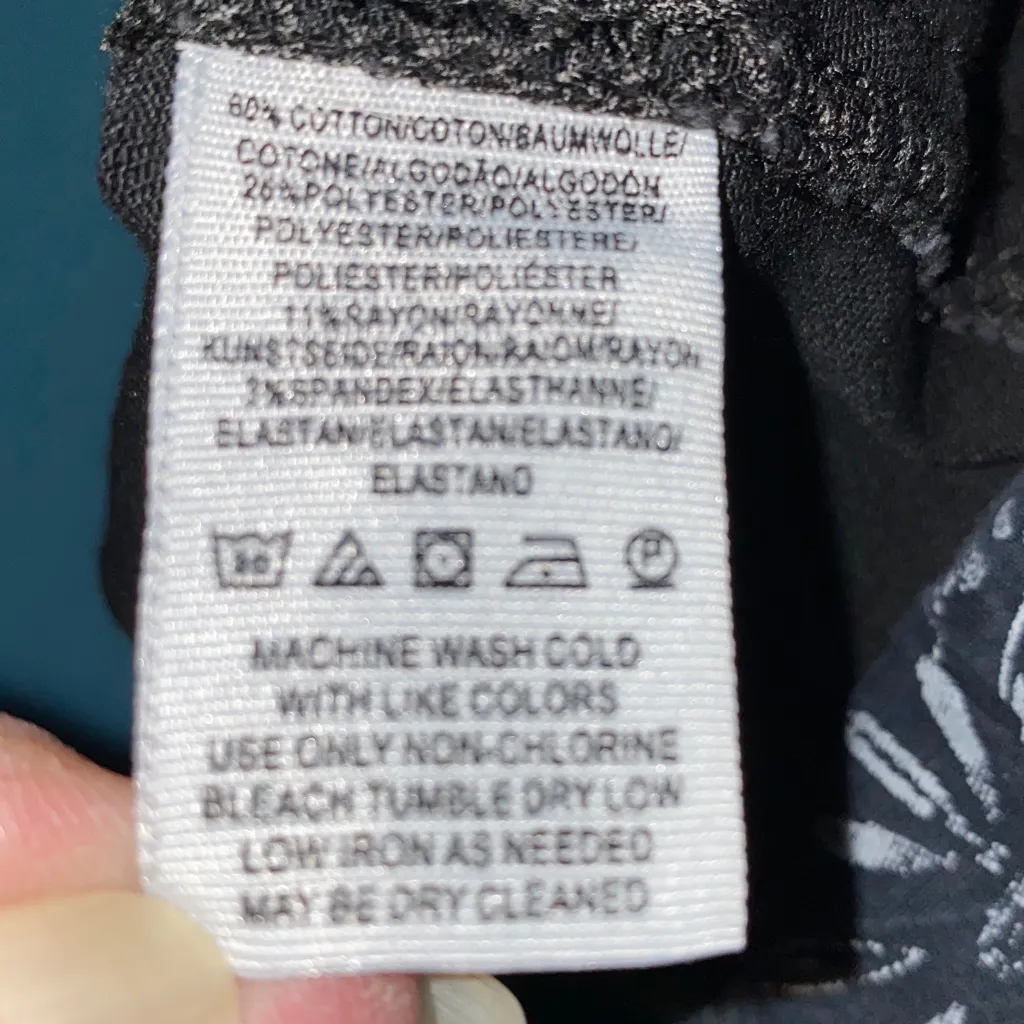 60% COTTON/COTON/BAUMWOLLE/
COTONE/ALGODÃO/ALGODÓN
26%POLYESTER/POLYESTER/
POLYESTER/POLIESTERE/
POLIESTER/POLIÉSTER
11%RAYON/RAYONNE/
KUNSTSEIDE/RAION/RAIOM/RAYON
3%SPANDEX/ÉLASTHANNE/
ELASTAN/ELASTAN/ELASTANO/
ELASTANO
30
P
MACHINE WASH COLD
WITH LIKE COLORS
USE ONLY NON-CHLORINE
BLEACH TUMBLE DRY LOW
LOW IRON AS NEEDED
MAY BE DRY CLEANED